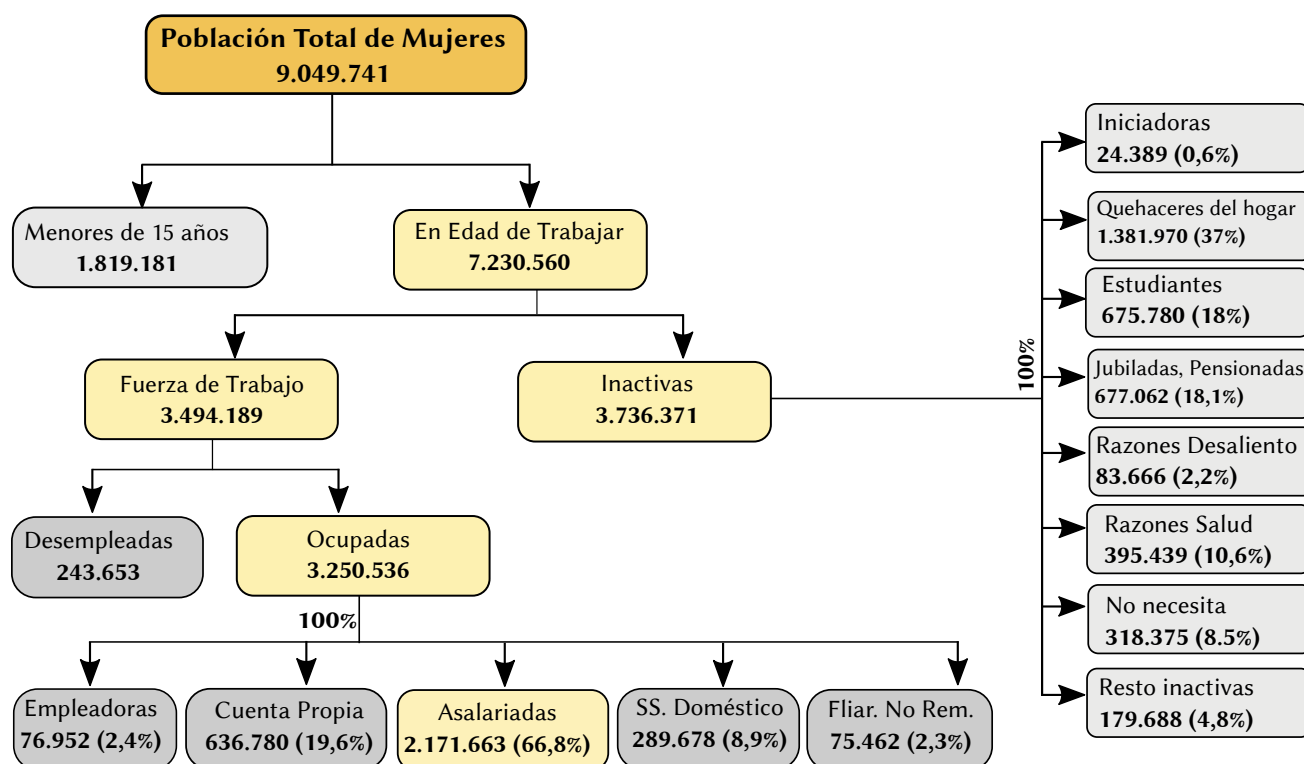 Población Total de Mujeres
9.049.741
Menores de 15 años
1.819.181
En Edad de Trabajar
7.230.560
Fuerza de Trabajo
3.494.189
Inactivas
3.736.371
Desempleadas
243.653
Ocupadas
3.250.536
100%
Empleadoras
76.952 (2,4%)
Cuenta Propia
636.780 (19,6%)
Asalariadas
2.171.663 (66,8%)
SS. Doméstico
289.678 (8,9%)
Fliar. No Rem.
75.462 (2,3%)
100%
Iniciadoras
24.389 (0,6%)
Quehaceres del hogar
1.381.970 (37%)
Estudiantes
675.780 (18%)
Jubiladas, Pensionadas
677.062 (18,1%)
Razones Desaliento
83.666 (2,2%)
Razones Salud
395.439 (10,6%)
No necesita
318.375 (8.5%)
Resto inactivas
179.688 (4,8%)